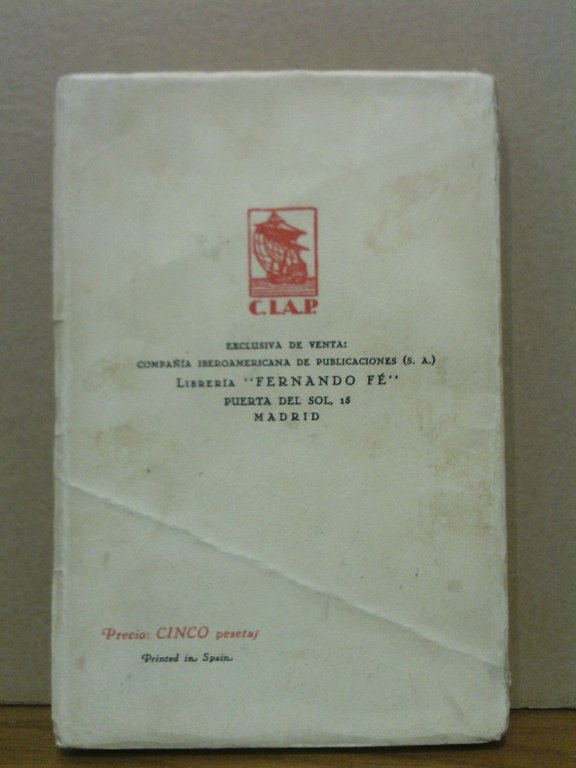 C.I.A.P.
EXCLUSIVA DE VENTA:
COMPAÑÍA IBEROAMERICANA DE PUBLICACIONES (S. A.)
LIBRERÍA "FERNANDO FÉ"
PUERTA DEL SOL, 15
MADRID
Precio: CINCO pesetas
Printed in Spain